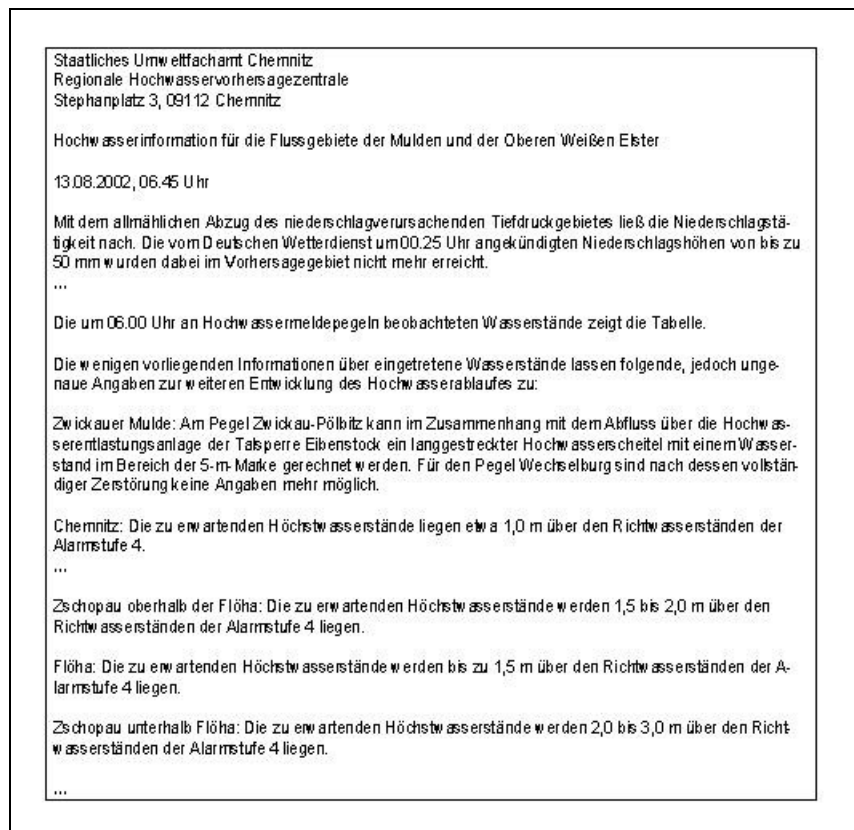 Staatliches Umweltfachamt Chemnitz
Regionale Hochwasservorhersagezentrale
Stephanplatz 3, 09112 Chemnitz
Hochwasserinformation für die Flussgebiete der Mulden und der Oberen Weißen Elster
13.08.2002, 06.45 Uhr
Mit dem allmählichen Abzug des niederschlagverursachenden Tiefdruckgebietes ließ die Niederschlagstä-
tigkeit nach. Die vom Deutschen Wetterdienst um 00.25 Uhr angekündigten Niederschlagshöhen von bis zu
50 mm wurden dabei im Vorhersagegebiet nicht mehr erreicht.
...
Die um 06.00 Uhr an Hochwassermeldepegeln beobachteten Wasserstände zeigt die Tabelle.
Die wenigen vorliegenden Informationen über eingetretene Wasserstände lassen folgende, jedoch unge-
naue Angaben zur weiteren Entwicklung des Hochwasserablaufes zu:
Zwickauer Mulde: Am Pegel Zwickau-Pölbitz kann im Zusammenhang mit dem Abfluss über die Hochwas-
serentlastungsanlage der Talsperre Eibenstock ein langgestreckter Hochwasserscheitel mit einem Wasser-
stand im Bereich der 5-m-Marke gerechnet werden. Für den Pegel Wechselburg sind nach dessen vollstän-
diger Zerstörung keine Angaben mehr möglich.
Chemnitz: Die zu erwartenden Höchstwasserstände liegen etwa 1,0 m über den Richtwasserständen der
Alarmstufe 4.
...
Zschopau oberhalb der Flöha: Die zu erwartenden Höchstwasserstände werden 1,5 bis 2,0 m über den
Richtwasserständen der Alarmstufe 4 liegen.
Flöha: Die zu erwartenden Höchstwasserstände werden bis zu 1,5 m über den Richtwasserständen der A-
larmstufe 4 liegen.
Zschopau unterhalb Flöha: Die zu erwartenden Höchstwasserstände werden 2,0 bis 3,0 m über den Richt-
wasserständen der Alarmstufe 4 liegen.
...